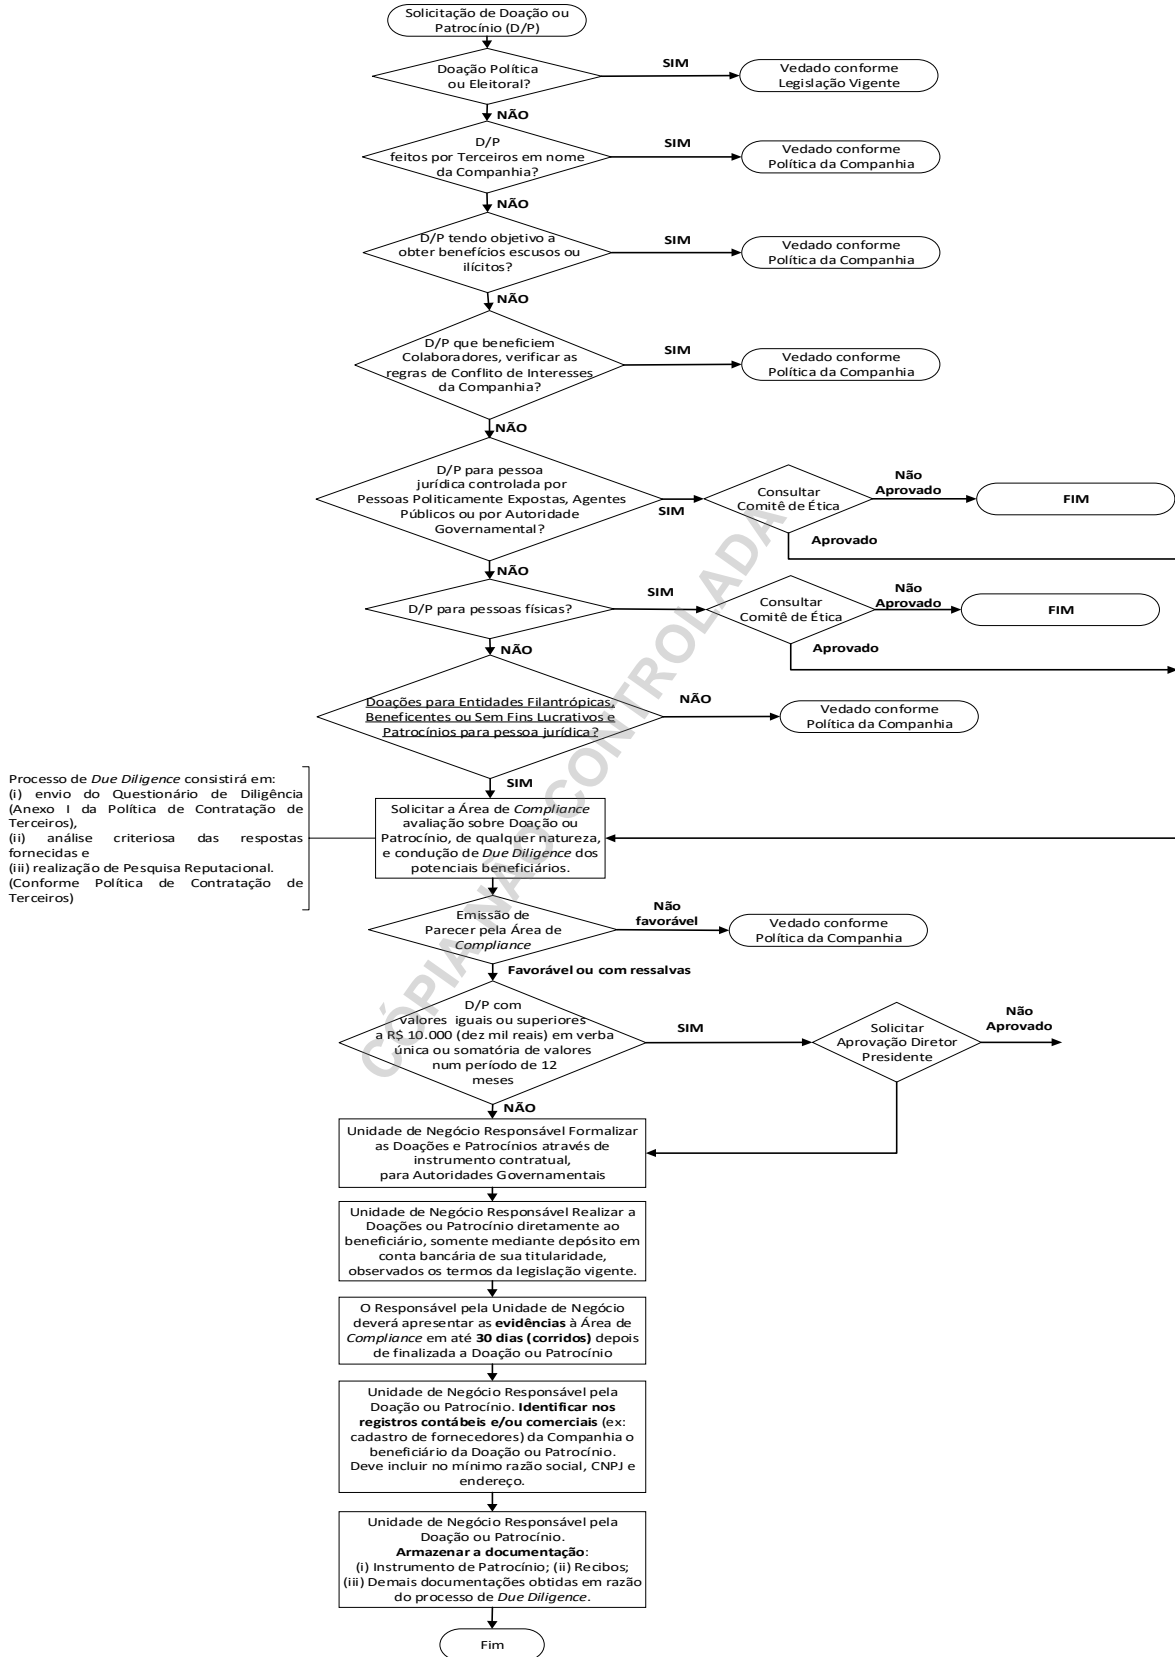 Solicitação de Doação ou
Patrocínio (D/P)
Doação Política
ou Eleitoral?
SIM
Vedado conforme
Legislação Vigente
NÃO
D/P
feitos por Terceiros em nome
da Companhia?
SIM
Vedado conforme
Política da Companhia
NÃO
D/P tendo objetivo a
obter benefícios escusos ou
ilícitos?
SIM
Vedado conforme
Política da Companhia
NÃO
D/P que beneficiem
Colaboradores, verificar as
regras de Conflito de Interesses
da Companhia?
SIM
Vedado conforme
Política da Companhia
NÃO
D/P para pessoa
jurídica controlada por
Pessoas Politicamente Expostas, Agentes
Públicos ou por Autoridade
Governamental?
SIM
Consultar
Comitê de Ética
Não
Aprovado
FIM
Aprovado
NÃO
D/P para pessoas físicas?
SIM
Consultar
Comitê de Ética
Não
Aprovado
FIM
Aprovado
NÃO
Doações para Entidades Filantrópicas,
Beneficentes ou Sem Fins Lucrativos e
Patrocínios para pessoa jurídica?
NÃO
Vedado conforme
Política da Companhia
SIM
Processo de Due Diligence consistirá em:
(i) envio do Questionário de Diligência
(Anexo I da Política de Contratação de
Terceiros),
(ii) análise criteriosa das respostas
fornecidas e
(iii) realização de Pesquisa Reputacional.
(Conforme Política de Contratação de
Terceiros)
Solicitar a Área de Compliance
avaliação sobre Doação ou
Patrocínio, de qualquer natureza,
e condução de Due Diligence dos
potenciais beneficiários.
Emissão de
Parecer pela Área de
Compliance
Não
favorável
Vedado conforme
Política da Companhia
Favorável ou com ressalvas
D/P com
valores iguais ou superiores
a R$ 10.000 (dez mil reais) em verba
única ou somatória de valores
num período de 12
meses
SIM
Solicitar
Aprovação Diretor
Presidente
Não
Aprovado
NÃO
Unidade de Negócio Responsável Formalizar
as Doações e Patrocínios através de
instrumento contratual,
para Autoridades Governamentais
Unidade de Negócio Responsável Realizar a
Doações ou Patrocínio diretamente ao
beneficiário, somente mediante depósito em
conta bancária de sua titularidade,
observados os termos da legislação vigente.
O Responsável pela Unidade de Negócio
deverá apresentar as evidências à Área de
Compliance em até 30 dias (corridos) depois
de finalizada a Doação ou Patrocínio
Unidade de Negócio Responsável pela
Doação ou Patrocínio. Identificar nos
registros contábeis e/ou comerciais (ex:
cadastro de fornecedores) da Companhia o
beneficiário da Doação ou Patrocínio.
Deve incluir no mínimo razão social, CNPJ e
endereço.
Unidade de Negócio Responsável pela
Doação ou Patrocínio.
Armazenar a documentação:
(i) Instrumento de Patrocínio; (ii) Recibos;
(iii) Demais documentações obtidas em razão
do processo de Due Diligence.
Fim
CÓPIA NÃO CONTROLADA